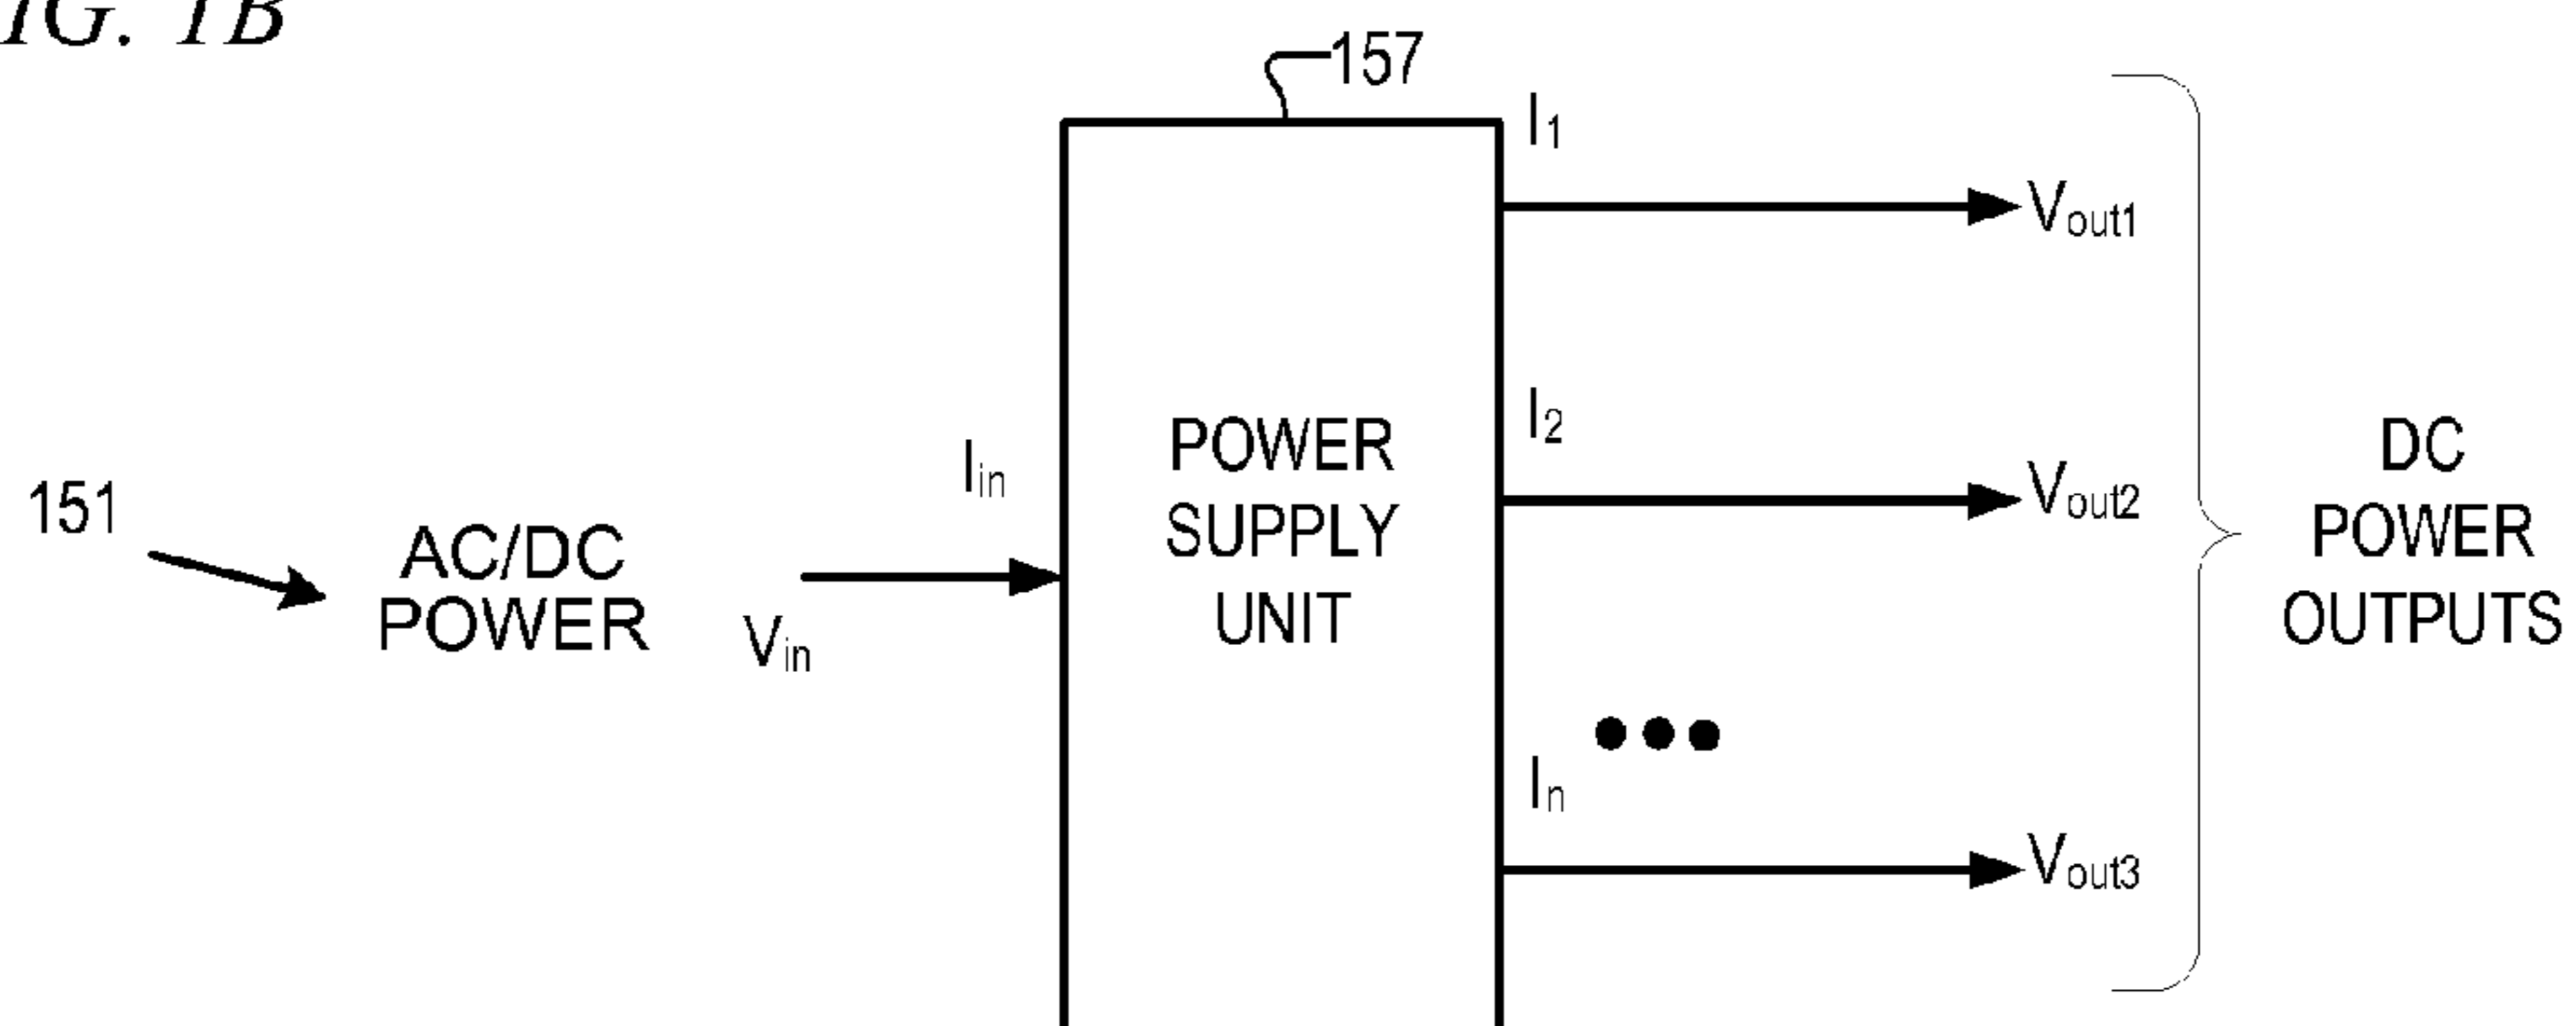 IG. 1B
157
I1
Vout1
I2
Vout2
In
Vout3
151
AC/DC
POWER
Iin
Vin
POWER
SUPPLY
UNIT
DC
POWER
OUTPUTS